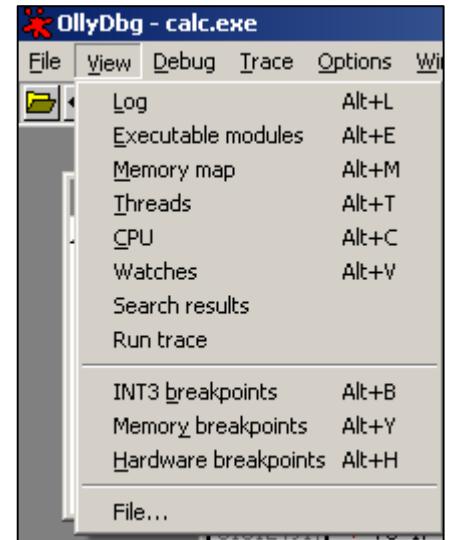 OllyDbg - calc.exe
File View Debug Trace Options
Log Alt+L
Executable modules Alt+E
Memory map Alt+M
Threads Alt+T
CPU Alt+C
Watches Alt+V
Search results
Run trace
INT3 breakpoints Alt+B
Memory breakpoints Alt+Y
Hardware breakpoints Alt+H
File...